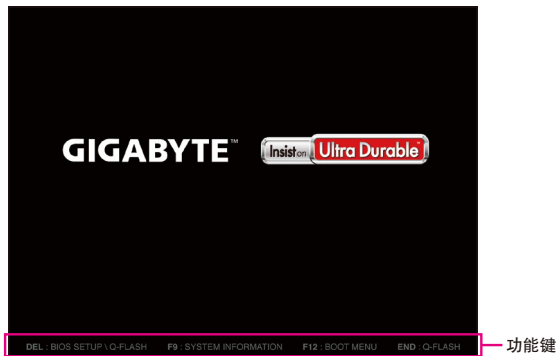 GIGABYTE™ Insist on Ultra Durable™
DEL : BIOS SETUP \ Q-FLASH F9 : SYSTEM INFORMATION F12 : BOOT MENU END : Q-FLASH 功能键